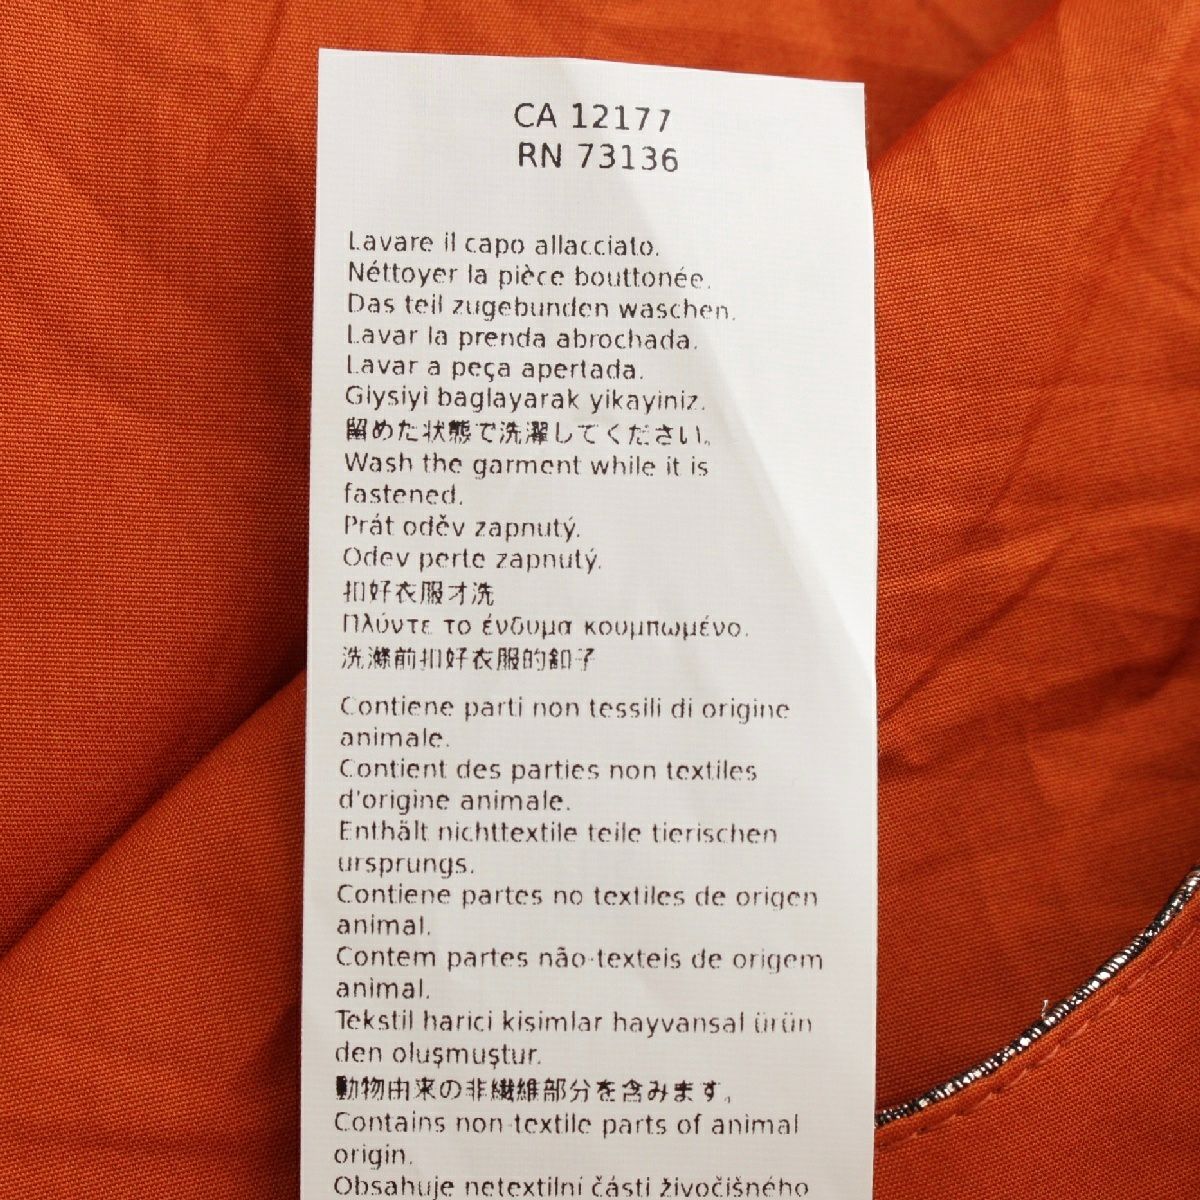 CA 12177
RN 73136
Lavare il capo allacciato.
Néttoyer la pièce bouttonée.
Das teil zugebunden waschen.
Lavar la prenda abrochada.
Lavar a peça apertada.
Giysiyi baglayarak yikayiniz.
留めた状態で洗濯してください。
Wash the garment while it is
fastened.
Prát oděv zapnutý.
Odev perte zapnutý.
扣好衣服才洗
Πλύντε το ένδυμα κουμπωμένο.
洗滌前扣好衣服的釦子
Contiene parti non tessili di origine
animale.
Contient des parties non textiles
d'origine animale.
Enthält nichttextile teile tierischen
ursprungs.
Contiene partes no textiles de origen
animal.
Contem partes não-texteis de origem
animal.
Tekstil harici kisimlar hayvansal ürün
den oluşmuştur.
動物由来の非繊維部分を含みます。
Contains non-textile parts of animal
origin.
Obsahuje netextilní části živočišného